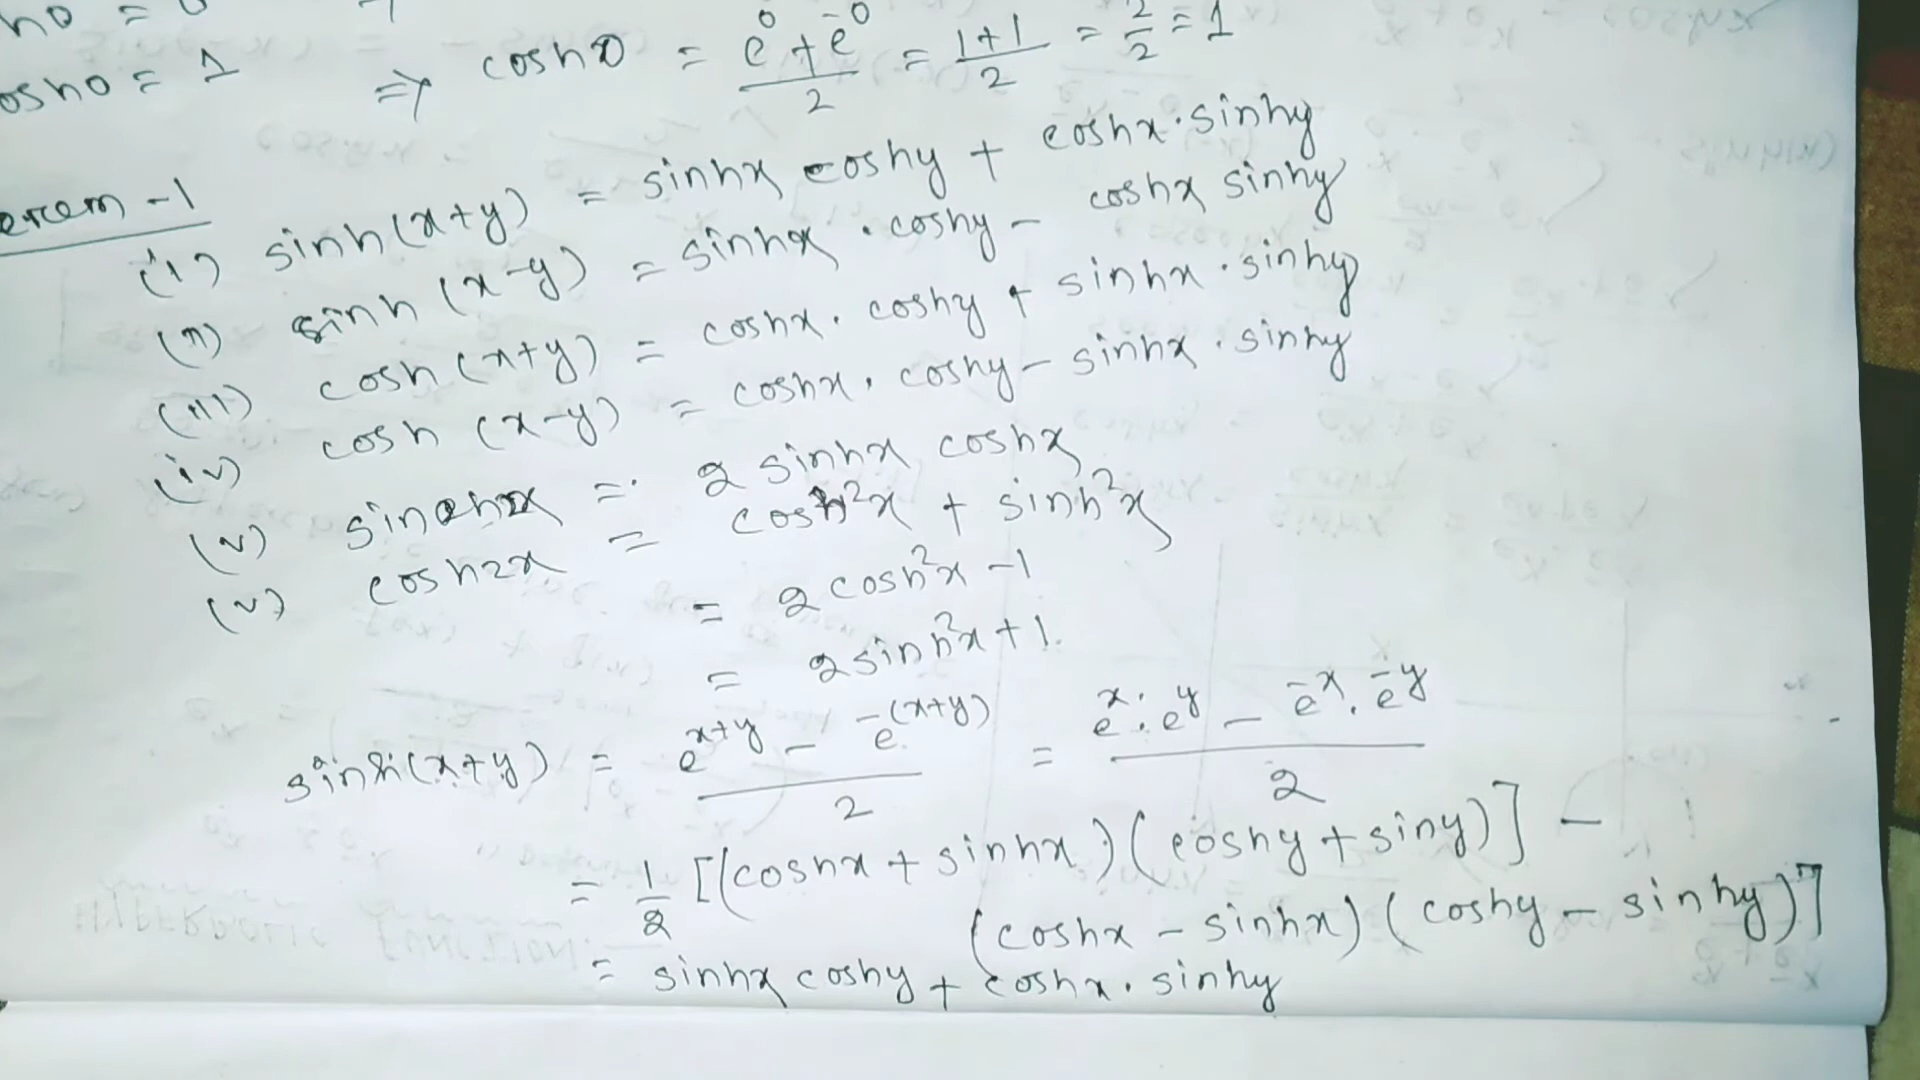 cosh0 = 1 ⇒ cosh0 = (e⁰ + e⁻⁰)/2 = (1+1)/2 = 2/2 = 1
-1
(i) sinh(x+y) = sinhx coshy + coshx·sinhy
(ii) sinh(x-y) = sinhx·coshy - coshx sinhy
(iii) cosh(x+y) = coshx·coshy + sinhx·sinhy
(iv) cosh(x-y) = coshx·coshy - sinhx·sinhy
(v) = 2 sinhx coshx
(v) cosh2x = cosh²x + sinh²x
= 2cosh²x - 1
= 2sinh²x + 1.
sinh(x+y) = (e^(x+y) - e^-(x+y))/2 = (e^x·e^y - e^-x·e^-y)/2
= 1/2 [(coshx + sinhx)(coshy + siny)] -
(coshx - sinhx)(coshy - sinhy)]
= sinhx coshy + coshx·sinhy